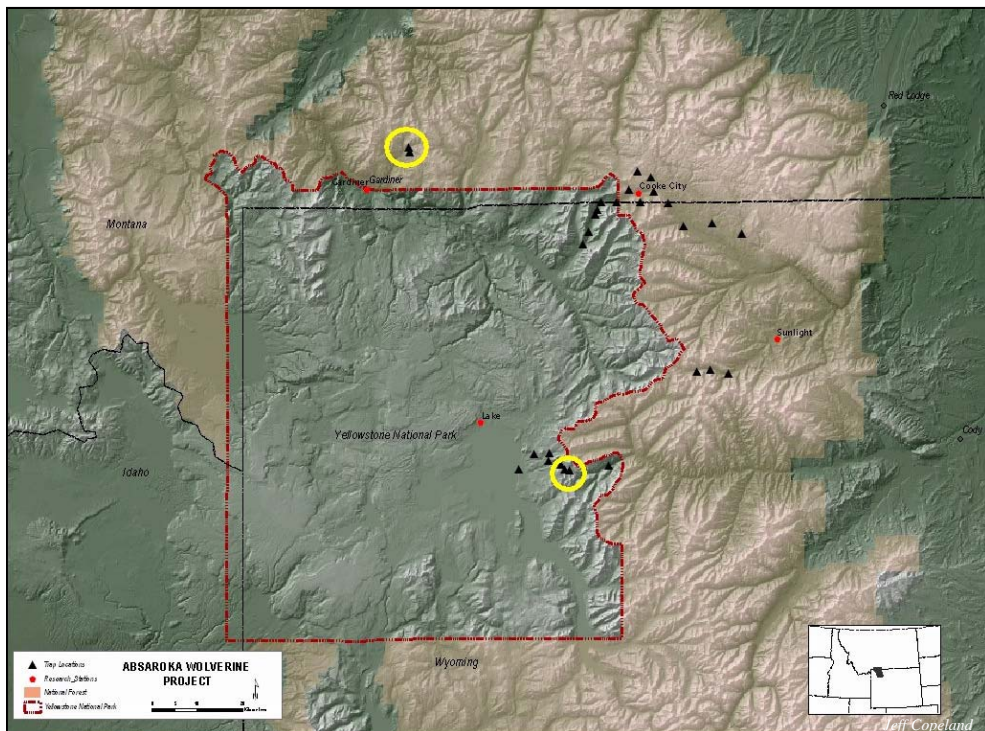 Red Lodge
Gardiner Gardiner
Cooke City
Montana
Sunlight
Lake
Yellowstone National Park
Cody
Idaho
Wyoming
ABSAROKA WOLVERINE
PROJECT
Trap Locations
Research_Stations
National Forest
Yellowstone National Park
Jeff Copeland